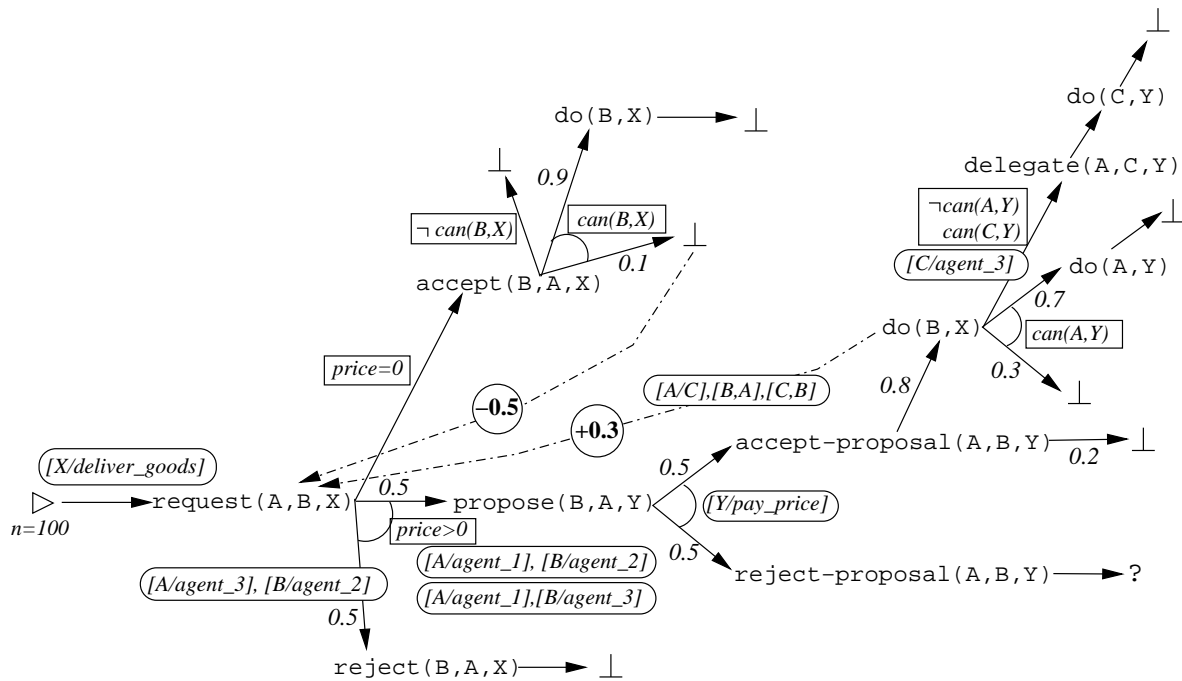 ⊥
do(C,Y)
do(B,X)
⊥
⊥
delegate(A,C,Y)
0.9
¬ can(B,X)
can(B,X)
⊥
¬can(A,Y)
can(C,Y)
⊥
0.1
[C/agent_3]
do(A,Y)
accept(B,A,X)
0.7
do(B,X)
can(A,Y)
price=0
0.3
0.8
⊥
[A/C],[B,A],[C,B]
−0.5
+0.3
accept-proposal(A,B,Y)
⊥
0.2
[X/deliver_goods]
0.5
request(A,B,X)
0.5
propose(B,A,Y)
[Y/pay_price]
n=100
price>0
0.5
[A/agent_1], [B/agent_2]
[A/agent_3], [B/agent_2]
reject-proposal(A,B,Y)
?
[A/agent_1],[B/agent_3]
0.5
reject(B,A,X)
⊥